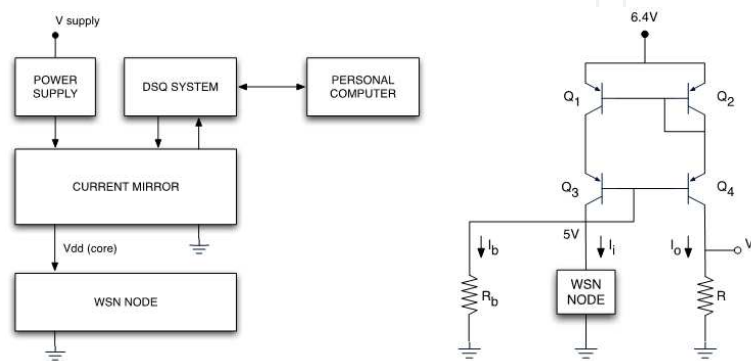 V supply
POWER
SUPPLY
DSQ SYSTEM
PERSONAL
COMPUTER
CURRENT MIRROR
Vdd (core)
WSN NODE
6.4V
Q1
Q2
Q3
Q4
5V
Ib
Ii
Io
V
Rb
WSN
NODE
R